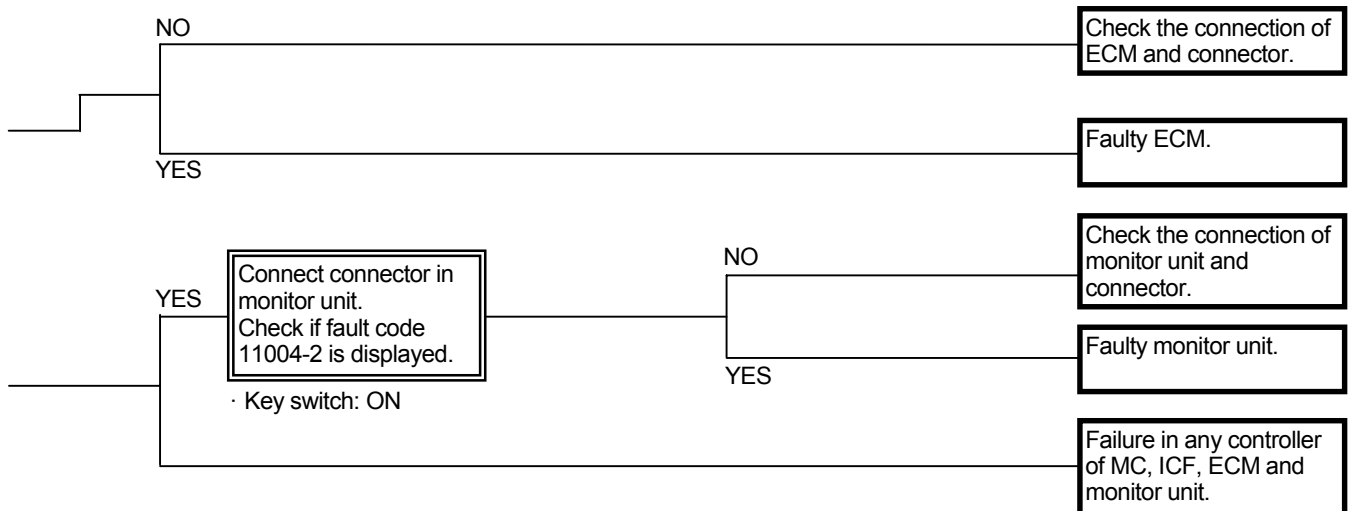 NO
Check the connection of
ECM and connector.
Faulty ECM.
YES
Check the connection of
monitor unit and
connector.
NO
YES
Connect connector in
monitor unit.
Check if fault code
11004-2 is displayed.
Faulty monitor unit.
YES
· Key switch: ON
Failure in any controller
of MC, ICF, ECM and
monitor unit.